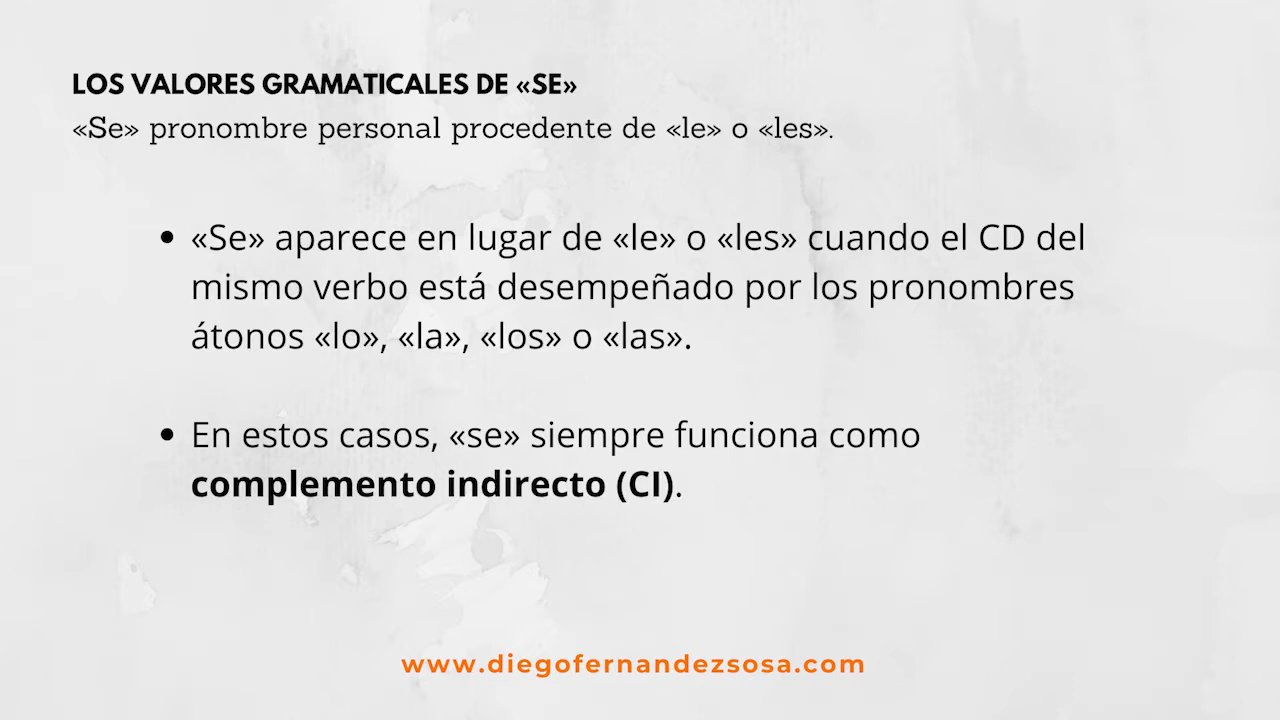 LOS VALORES GRAMATICALES DE «SE»
«Se» pronombre personal procedente de «le» o «les».
• «Se» aparece en lugar de «le» o «les» cuando el CD del
mismo verbo está desempeñado por los pronombres
átonos «lo», «la», «los» o «las».
• En estos casos, «se» siempre funciona como
complemento indirecto (CI).
www.diegofernandezsosa.com